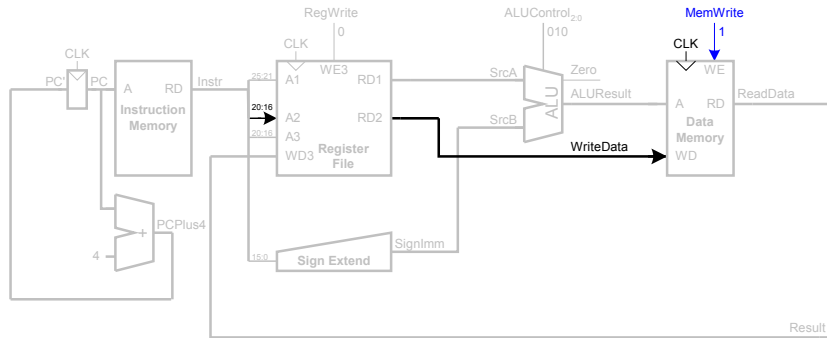 RegWrite
0
ALUControl2:0
010
MemWrite
1
CLK
CLK
CLK
PC'
PC
A
RD
Instr
Instruction
Memory
25:21
A1
WE3
RD1
20:16
A2
RD2
20:16
A3
WD3
Register
File
SrcA
SrcB
ALU
Zero
ALUResult
WE
A
RD
Data
Memory
WD
ReadData
WriteData
PCPlus4
+
4
15:0
Sign Extend
SignImm
Result